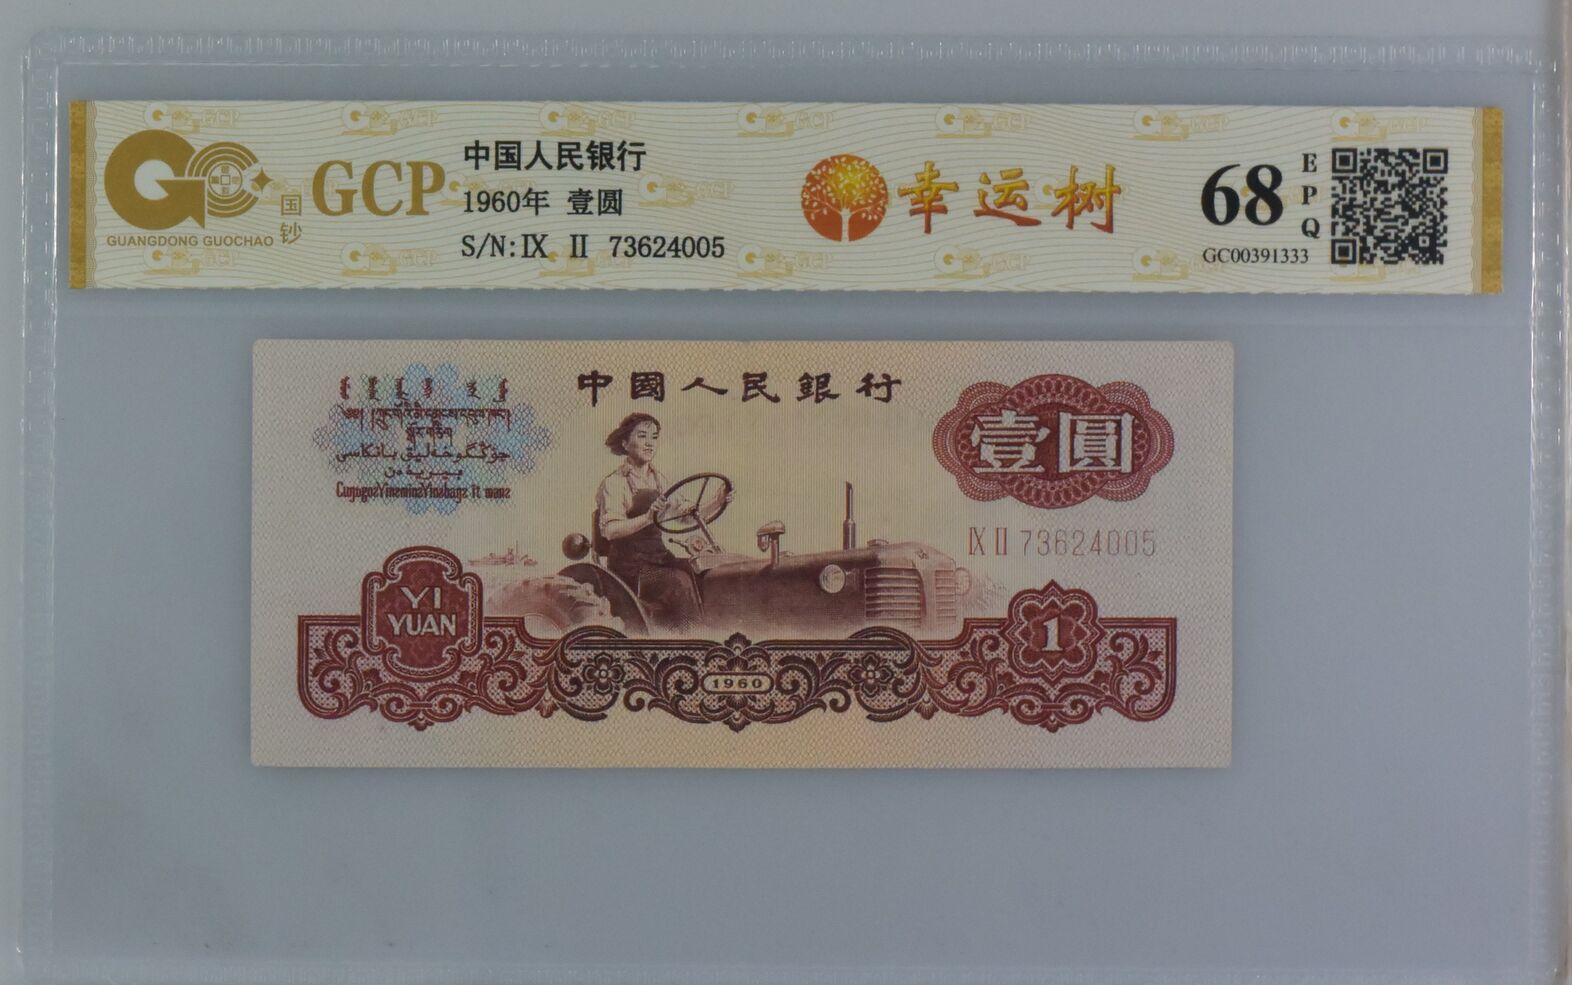 GCP
国钞
GUANGDONG GUOCHAO
中国人民银行
1960年 壹圆
S/N:Ⅸ Ⅱ 73624005
幸运树
68
EPQ
GC00391333
中國人民銀行
壹圓
Ⅸ Ⅱ 73624005
YI
YUAN
1960
1